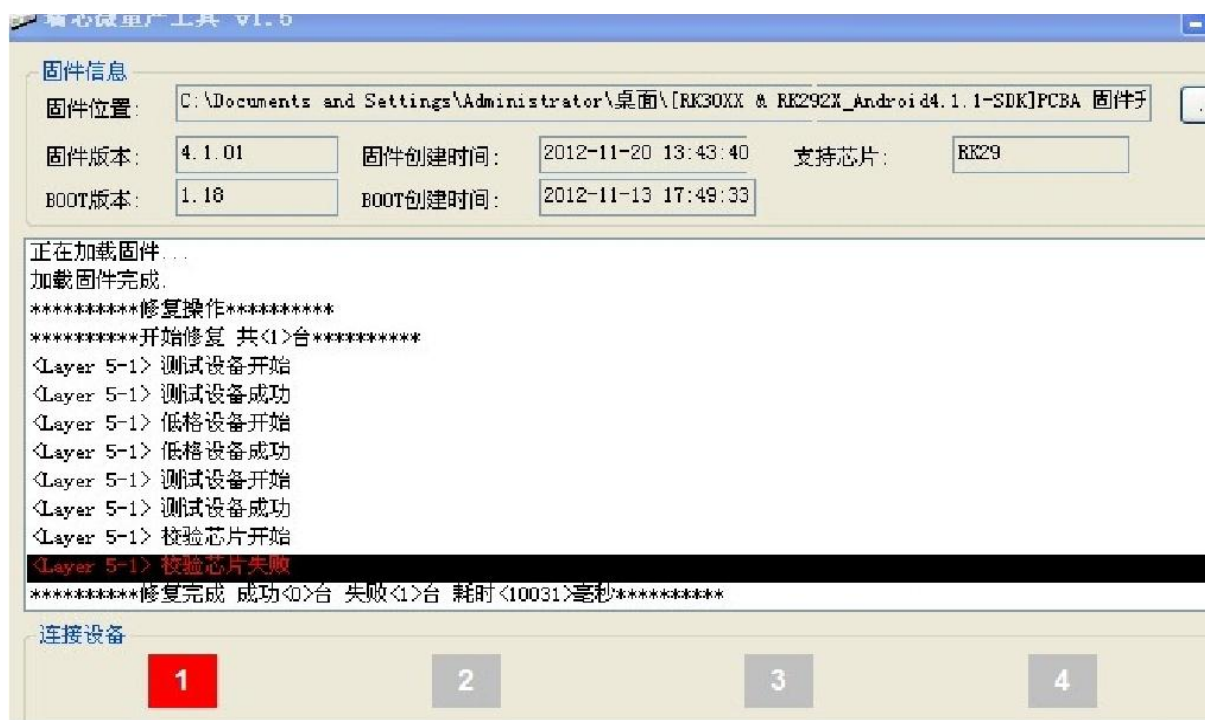 瑞芯微量产工具 v1.5
固件信息
固件位置: C:\Documents and Settings\Administrator\桌面\[RK30XX & RK292X_Android4.1.1-SDK]PCBA 固件升
固件版本: 4.1.01 固件创建时间: 2012-11-20 13:43:40 支持芯片: RK29
BOOT版本: 1.18 BOOT创建时间: 2012-11-13 17:49:33
正在加载固件...
加载固件完成.
**********修复操作**********
**********开始修复 共<1>台**********
<Layer 5-1> 测试设备开始
<Layer 5-1> 测试设备成功
<Layer 5-1> 低格设备开始
<Layer 5-1> 低格设备成功
<Layer 5-1> 测试设备开始
<Layer 5-1> 测试设备成功
<Layer 5-1> 校验芯片开始
<Layer 5-1> 校验芯片失败
**********修复完成 成功<0>台 失败<1>台 耗时<10031>毫秒**********
连接设备
1 2 3 4